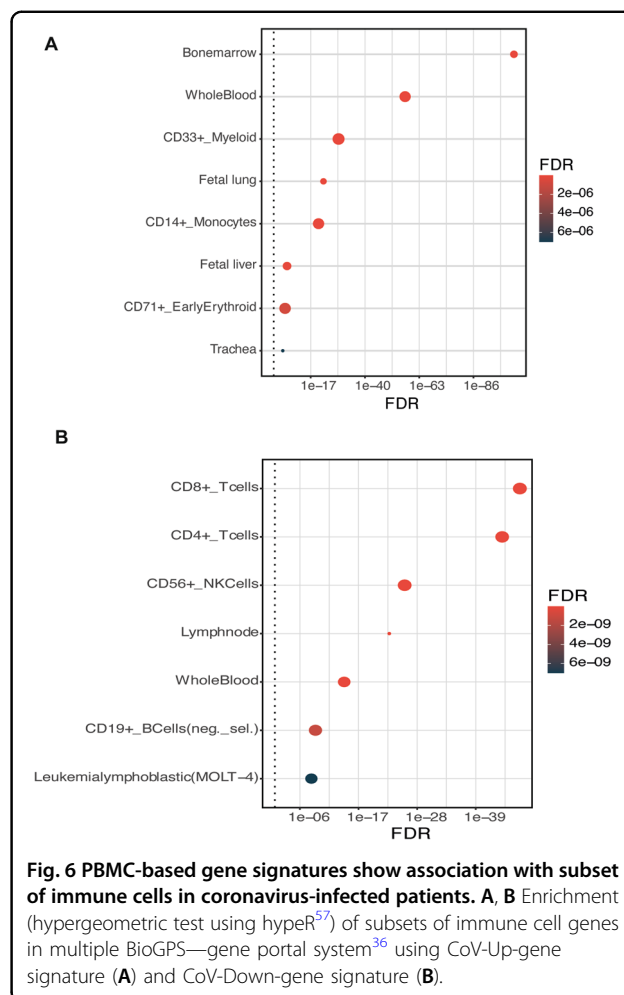 A
Bonemarrow
WholeBlood
CD33+_Myeloid
Fetal lung
CD14+_Monocytes
Fetal liver
CD71+_EarlyErythroid
Trachea
1e−17 1e−40 1e−63 1e−86
FDR
FDR
2e−06
4e−06
6e−06
B
CD8+_Tcells
CD4+_Tcells
CD56+_NKCells
Lymphnode
WholeBlood
CD19+_BCells(neg._sel.)
Leukemialymphoblastic(MOLT−4)
1e−06 1e−17 1e−28 1e−39
FDR
FDR
2e−09
4e−09
6e−09
Fig. 6 PBMC-based gene signatures show association with subset
of immune cells in coronavirus-infected patients. A, B Enrichment
(hypergeometric test using hypeR57) of subsets of immune cell genes
in multiple BioGPS—gene portal system36 using CoV-Up-gene
signature (A) and CoV-Down-gene signature (B).